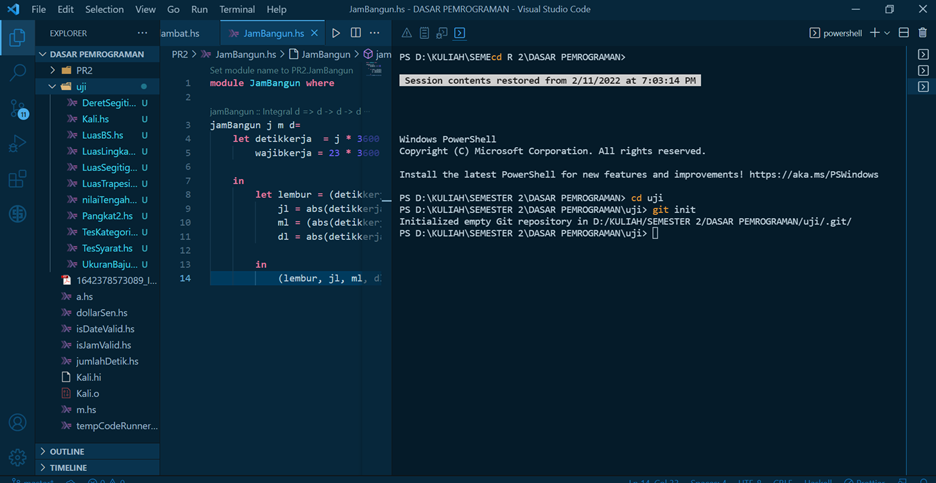 File Edit Selection View Go Run Terminal Help
JamBangun.hs - DASAR PEMROGRAMAN - Visual Studio Code
EXPLORER
DASAR PEMROGRAMAN
PR2
uji
DeretSegiti... U
Kali.hs U
LuasBS.hs U
LuasLingka... U
LuasSegitig... U
LuasTrapesi... U
nilaiTengah... U
Pangkat2.hs U
TesKategori... U
TesSyarat.hs U
UkuranBaju... U
1642378573089_I...
a.hs
dollarSen.hs
isDateValid.hs
isJamValid.hs
jumlahDetik.hs
Kali.hi
Kali.o
m.hs
tempCodeRunner...
OUTLINE
TIMELINE
11
ambat.hs JamBangun.hs
PR2 > JamBangun.hs > JamBangun > jam
Set module name to PR2.JamBangun
1 module JamBangun where
2
jamBangun :: Integral d => d -> d -> d
3 jamBangun j m d=
4 let detikkerja = j * 3600
5 wajibkerja = 23 * 3600
6
7 in
8 let lembur = (detikkerj
9 jl = abs(detikkerja
10 ml = (abs(detikkerj
11 dl = abs(detikkerja
12
13 in
14 (lembur, jl, ml, d
powershell
PS D:\KULIAH\SEMEcd R 2\DASAR PEMROGRAMAN>
Session contents restored from 2/11/2022 at 7:03:14 PM
Windows PowerShell
Copyright (C) Microsoft Corporation. All rights reserved.
Install the latest PowerShell for new features and improvements! https://aka.ms/PSWindows
PS D:\KULIAH\SEMESTER 2\DASAR PEMROGRAMAN> cd uji
PS D:\KULIAH\SEMESTER 2\DASAR PEMROGRAMAN\uji> git init
Initialized empty Git repository in D:/KULIAH/SEMESTER 2/DASAR PEMROGRAMAN/uji/.git/
PS D:\KULIAH\SEMESTER 2\DASAR PEMROGRAMAN\uji>